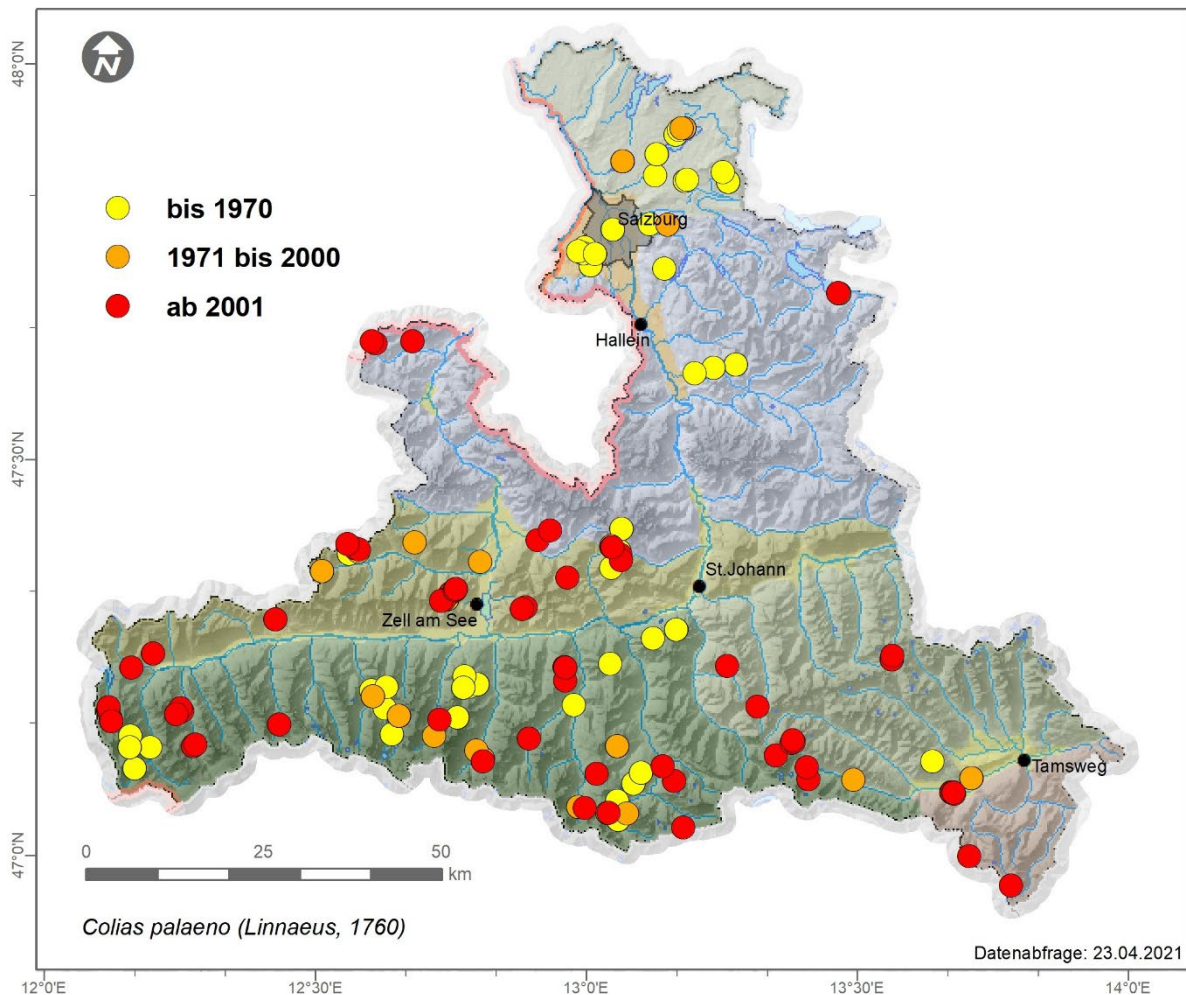 N
48°0'N
bis 1970
1971 bis 2000
ab 2001
Salzburg
Hallein
47°30'N
St.Johann
Zell am See
Tamsweg
47°0'N
0 25 50
km
Colias palaeno (Linnaeus, 1760)
Datenabfrage: 23.04.2021
12°0'E 12°30'E 13°0'E 13°30'E 14°0'E